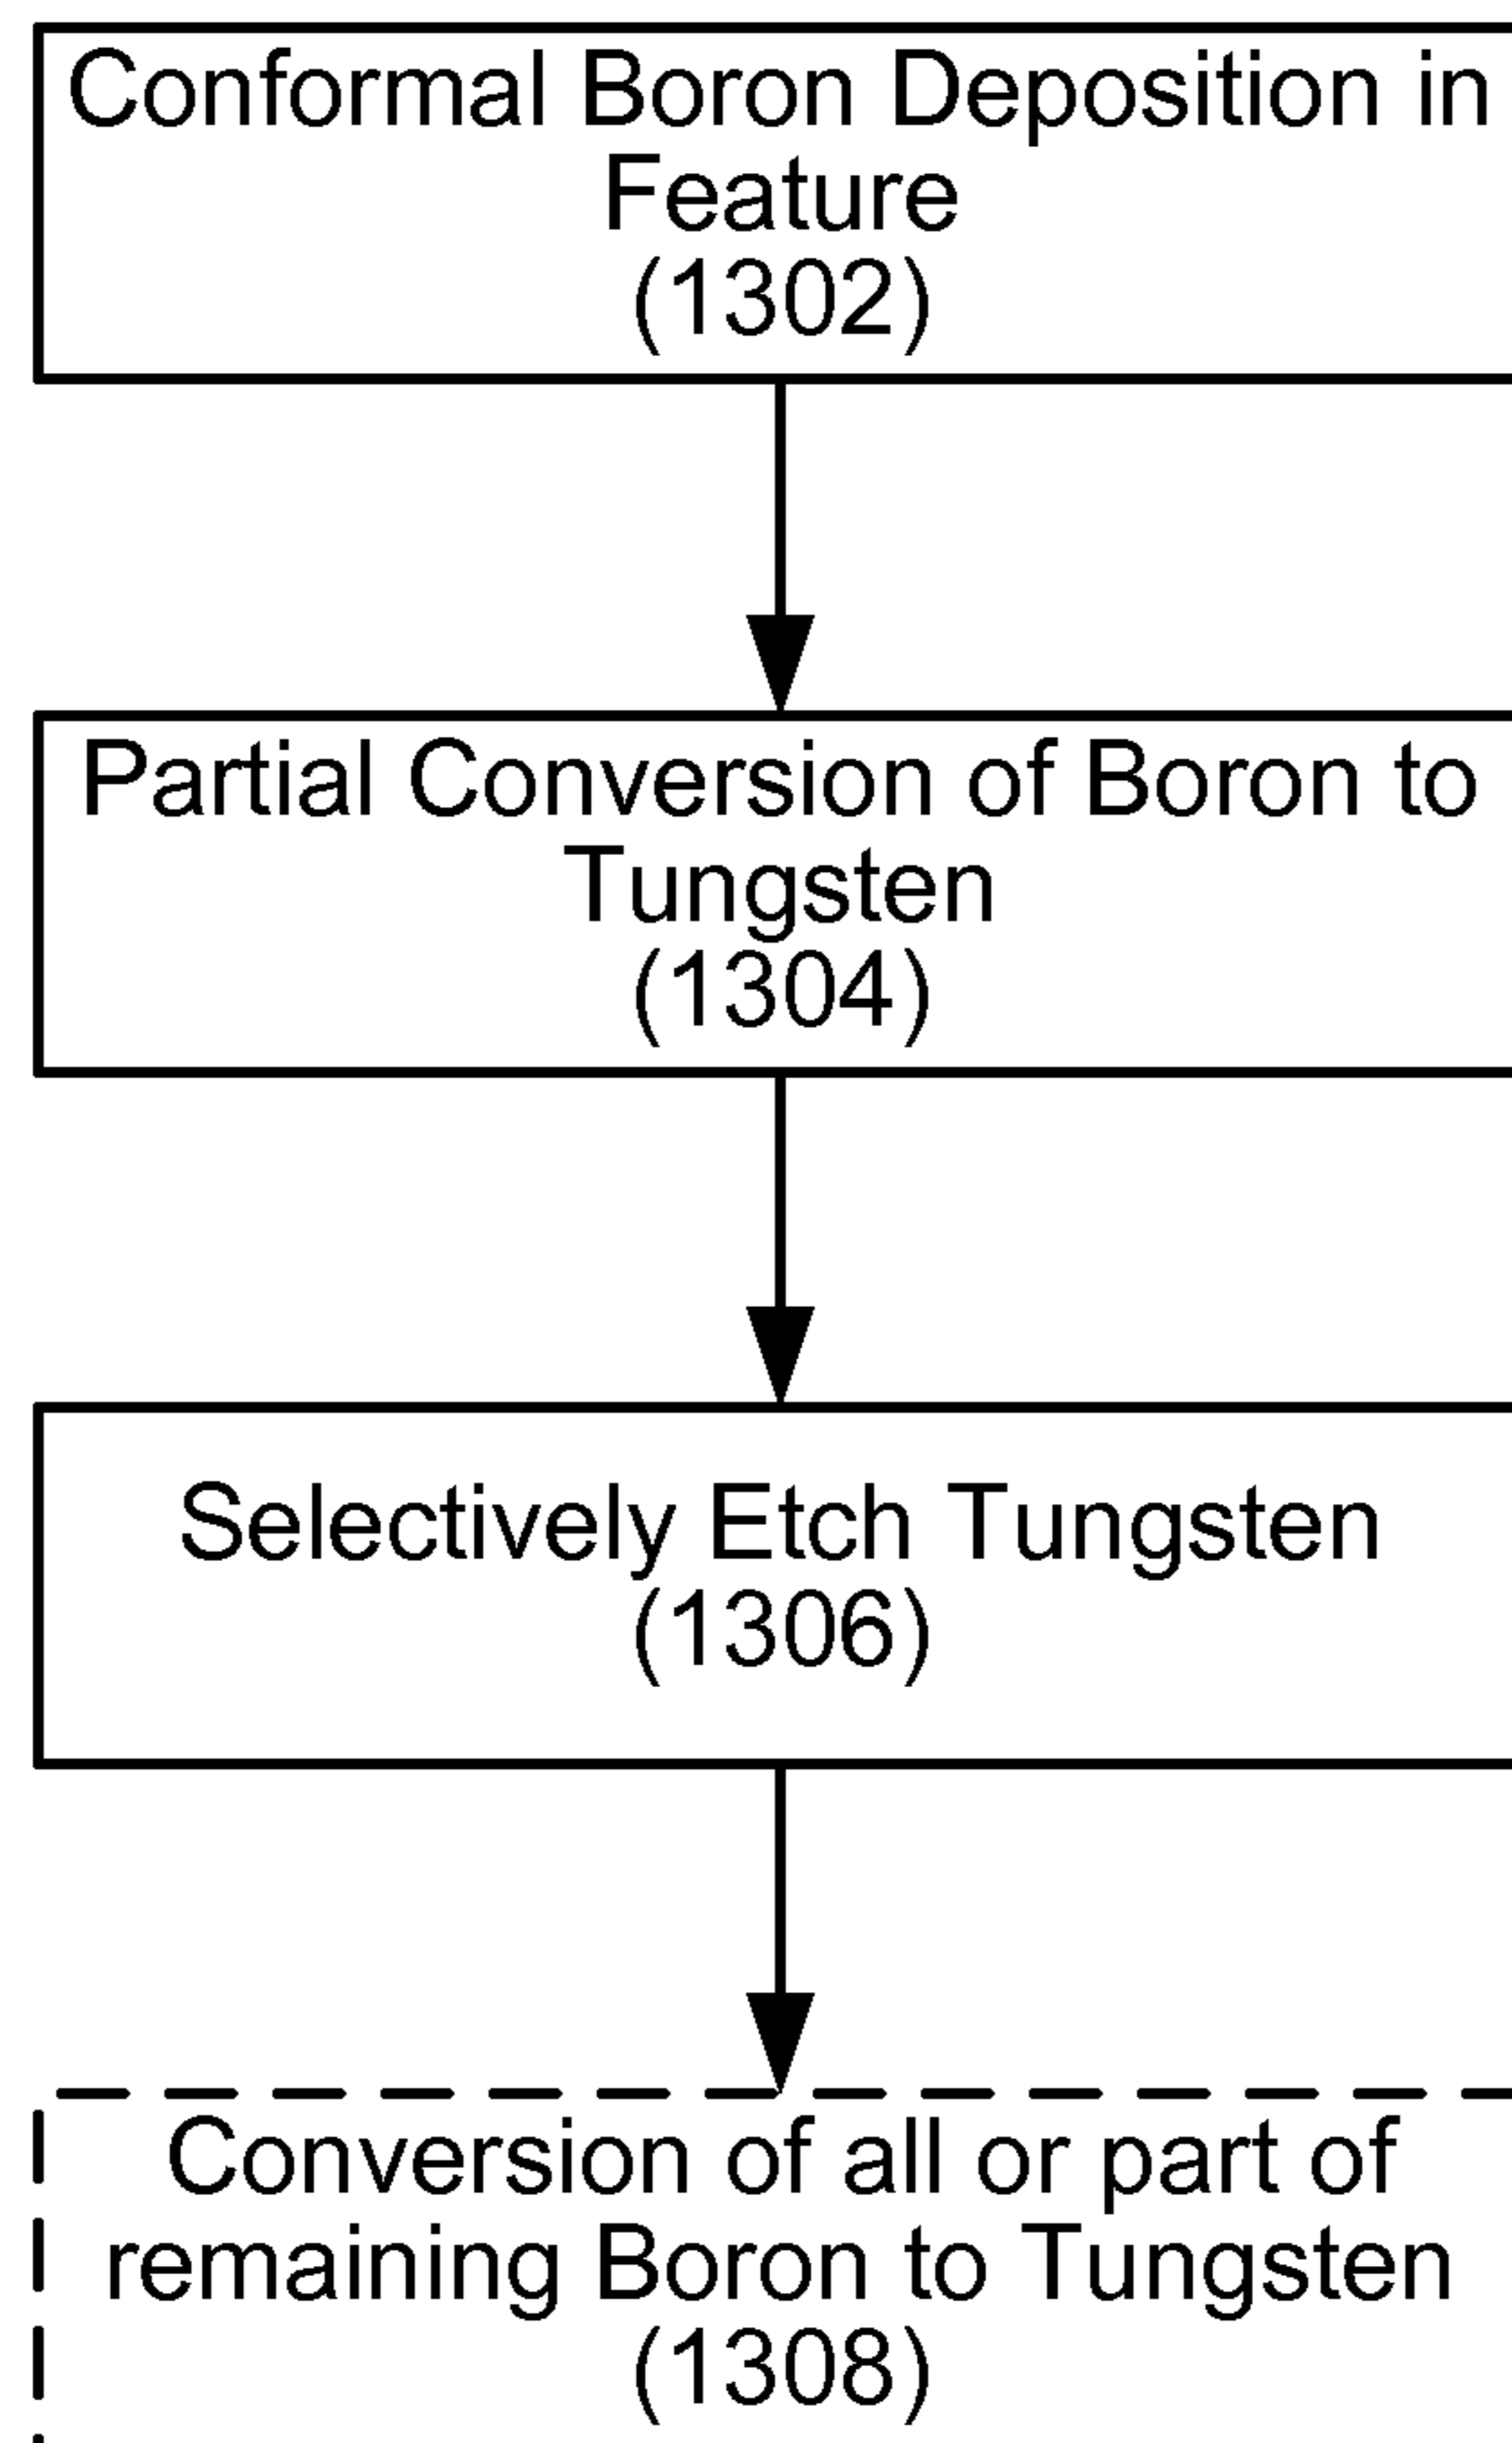 Conformal Boron Deposition in
Feature
(1302)
Partial Conversion of Boron to
Tungsten
(1304)
Selectively Etch Tungsten
(1306)
Conversion of all or part of
remaining Boron to Tungsten
(1308)